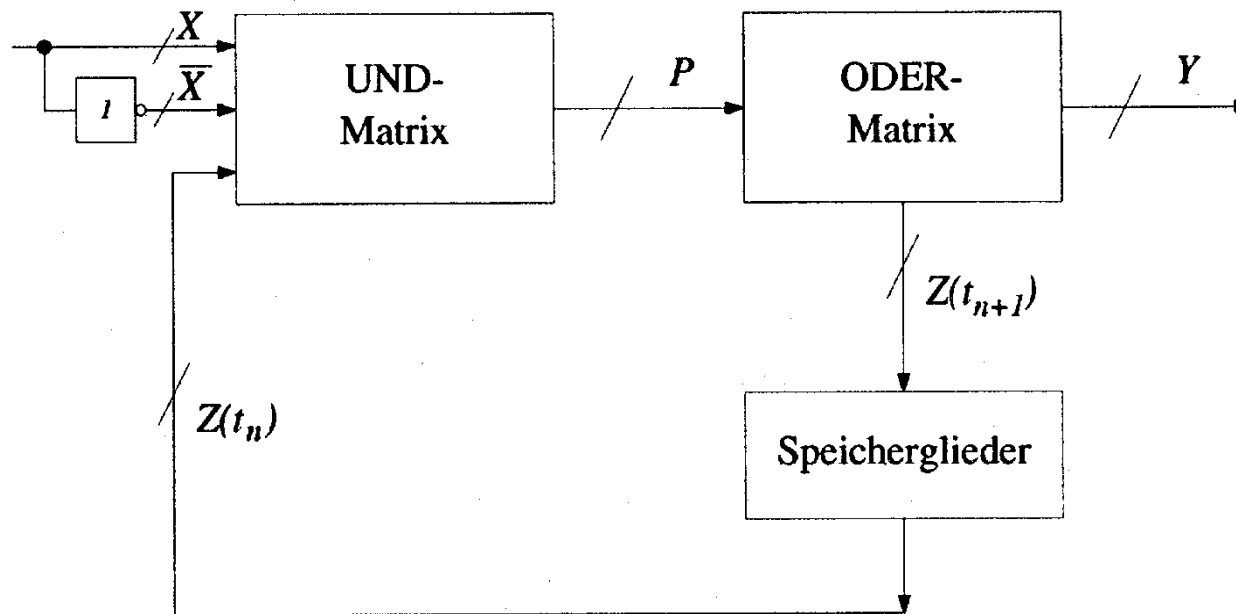 X
X̅
1
UND-
Matrix
P
ODER-
Matrix
Y
Z(tₙ₊₁)
Z(tₙ)
Speicherglieder